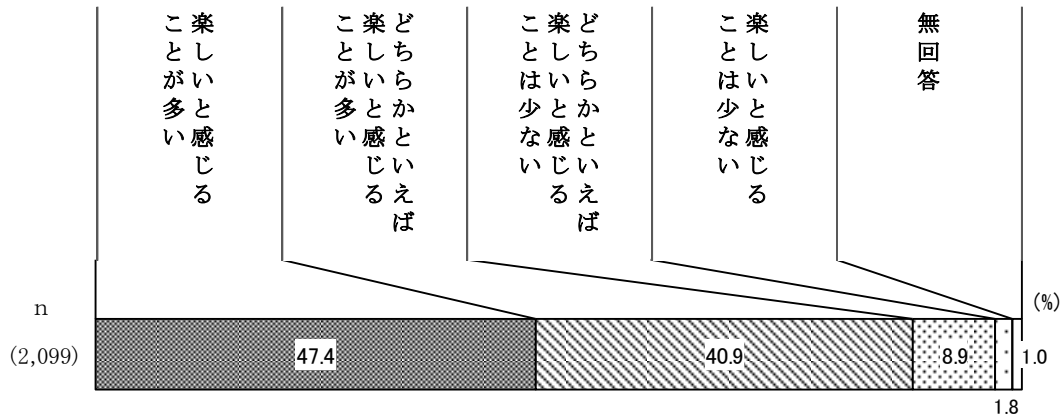 楽しいと感じる
ことが多い
どちらかといえば
楽しいと感じる
ことが多い
どちらかといえば
楽しいと感じる
ことは少ない
楽しいと感じる
ことは少ない
無回答
(%)
n
(2,099)
47.4
40.9
8.9
1.0
1.8